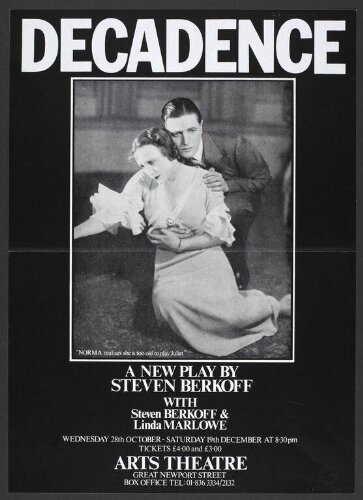 DECADENCE
"NORMA realises she is too old to play Juliet."
A NEW PLAY BY
STEVEN BERKOFF
WITH
Steven BERKOFF &
Linda MARLOWE
WEDNESDAY 28th OCTOBER - SATURDAY 19th DECEMBER AT 8:30pm
TICKETS £4·00 and £3·00
ARTS THEATRE
GREAT NEWPORT STREET
BOX OFFICE TEL: 01-836 3334/2132